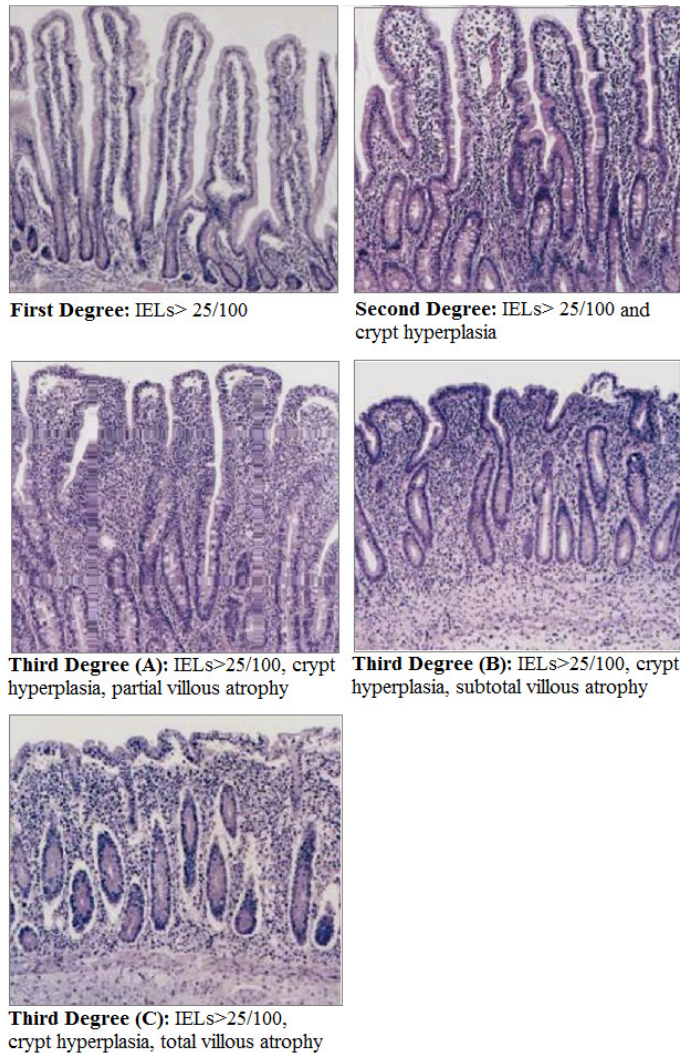 First Degree: IELs> 25/100
Second Degree: IELs> 25/100 and
crypt hyperplasia
Third Degree (A): IELs>25/100, crypt
hyperplasia, partial villous atrophy
Third Degree (B): IELs>25/100, crypt
hyperplasia, subtotal villous atrophy
Third Degree (C): IELs>25/100,
crypt hyperplasia, total villous atrophy